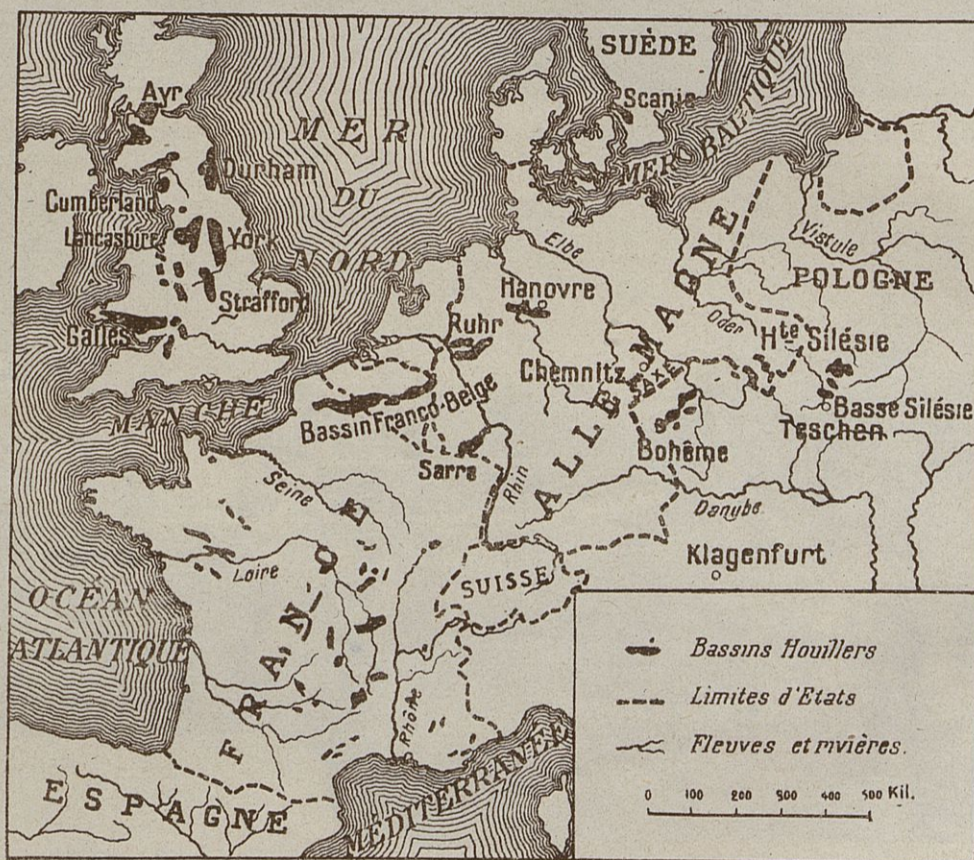 SUÈDE
Ayr
Scanie
MER
DU
NORD
MER BALTIQUE
Durham
Cumberland
Lancashire
York
Strafford
Galles
Elbe
Vistule
POLOGNE
Hanovre
Ruhr
Oder
Hte Silésie
Chemnitz
SAXE
ALLEMAGNE
Basse Silésie
Teschen
MANCHE
Bassin Franco-Belge
Sarre
Bohême
Rhin
Seine
Danube
Klagenfurt
Loire
SUISSE
OCÉAN
ATLANTIQUE
FRANCE
Rhône
ESPAGNE
MÉDITERRANÉE
Bassins Houillers
Limites d'Etats
Fleuves et rivières.
0 100 200 300 400 500 Kil.